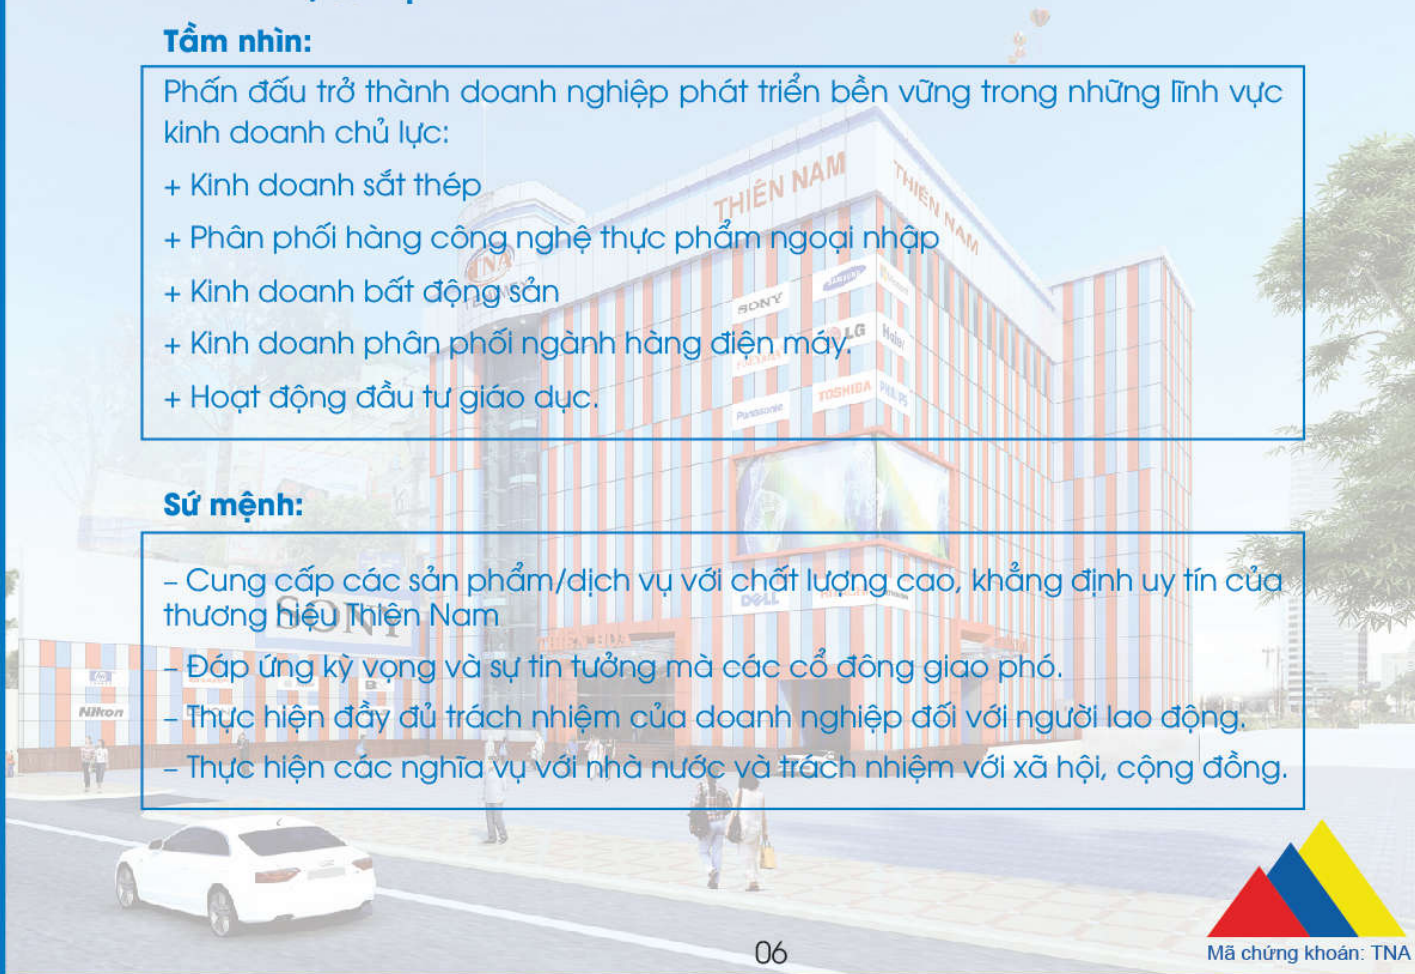 Tầm nhìn:
Phấn đấu trở thành doanh nghiệp phát triển bền vững trong những lĩnh vực
kinh doanh chủ lực:
+ Kinh doanh sắt thép
+ Phân phối hàng công nghệ thực phẩm ngoại nhập
+ Kinh doanh bất động sản
+ Kinh doanh phân phối ngành hàng điện máy.
+ Hoạt động đầu tư giáo dục.
THIÊN NAM
THIÊN NAM
TNA
SONY
SAMSUNG
LG
Haier
TOSHIBA
PHILIPS
Panasonic
Sứ mệnh:
– Cung cấp các sản phẩm/dịch vụ với chất lượng cao, khẳng định uy tín của
thương hiệu Thiên Nam
– Đáp ứng kỳ vọng và sự tin tưởng mà các cổ đông giao phó.
– Thực hiện đầy đủ trách nhiệm của doanh nghiệp đối với người lao động.
– Thực hiện các nghĩa vụ với nhà nước và trách nhiệm với xã hội, cộng đồng.
DELL
SONY
hp
Nikon
06
Mã chứng khoán: TNA